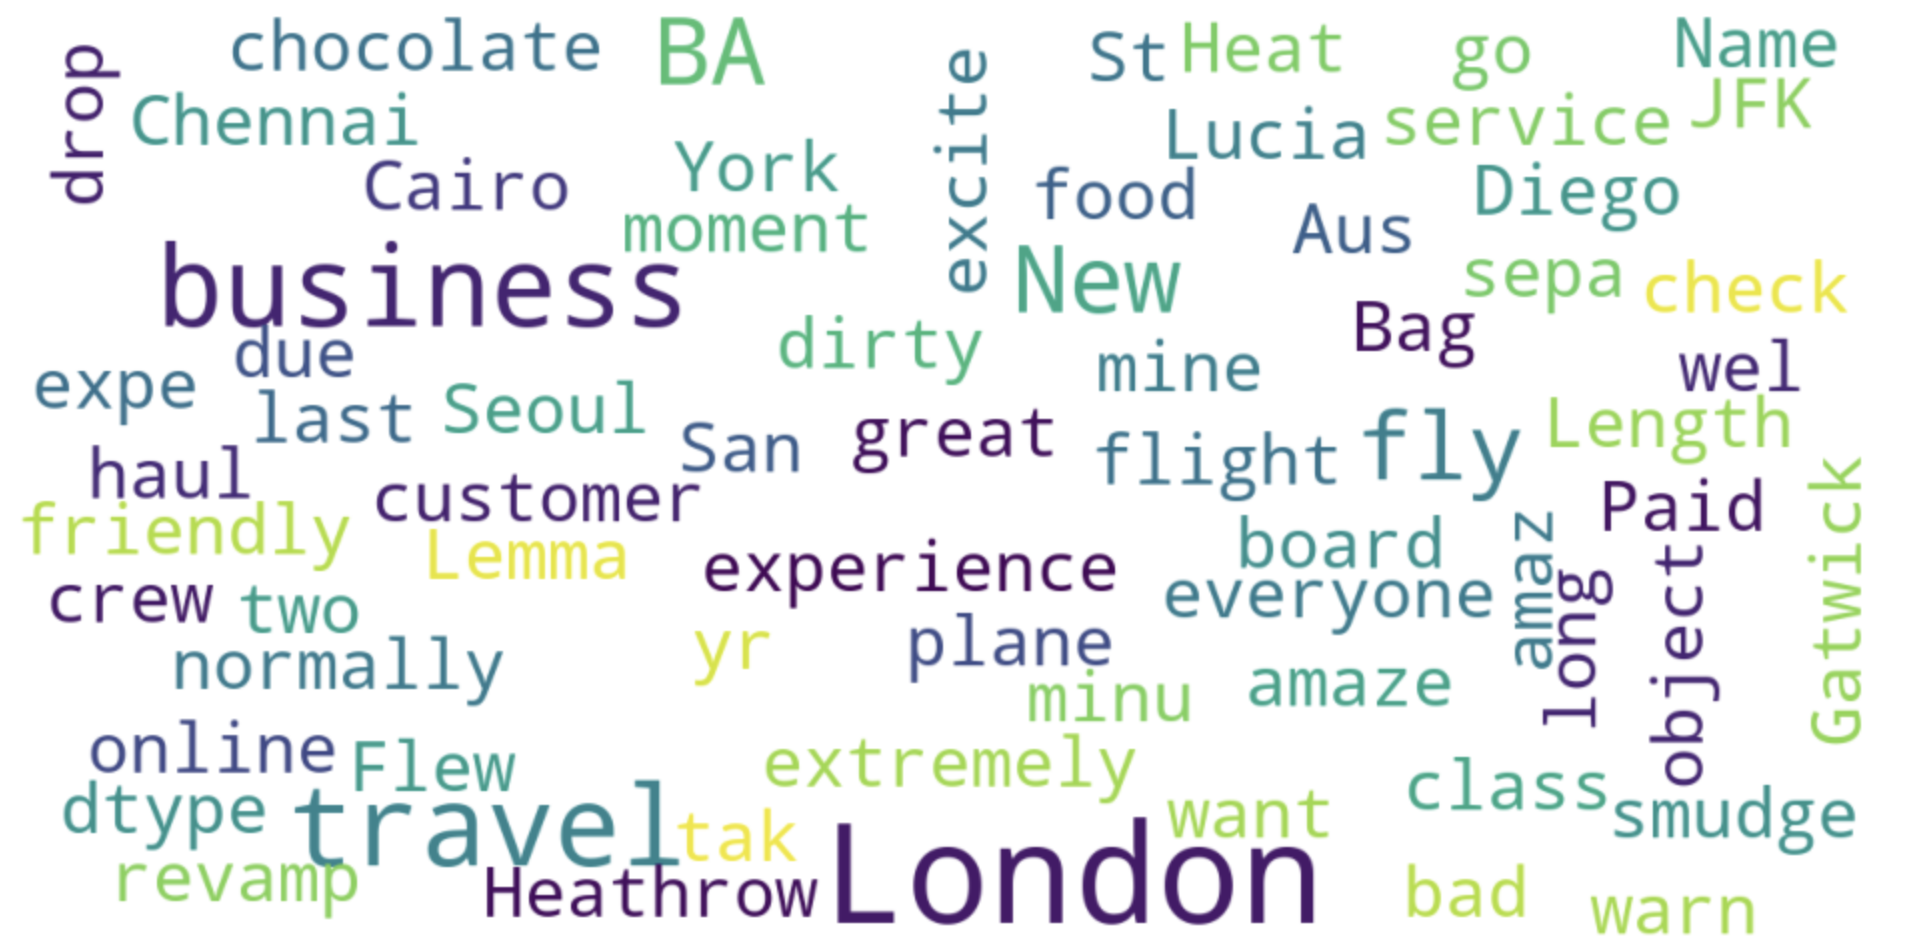 drop
chocolate
BA
excite
St
Heat
go
Name
Chennai
Lucia
service
JFK
Cairo
York
food
Diego
moment
Aus
business
New
sepa
check
due
dirty
Bag
mine
wel
expe
last
Seoul
San
great
flight
fly
Length
haul
customer
Paid
Gatwick
friendly
Lemma
experience
board
amaz
crew
two
everyone
long
object
normally
yr
plane
minu
amaze
online
Flew
extremely
class
dtype
travel
tak
want
smudge
revamp
Heathrow
London
bad
warn